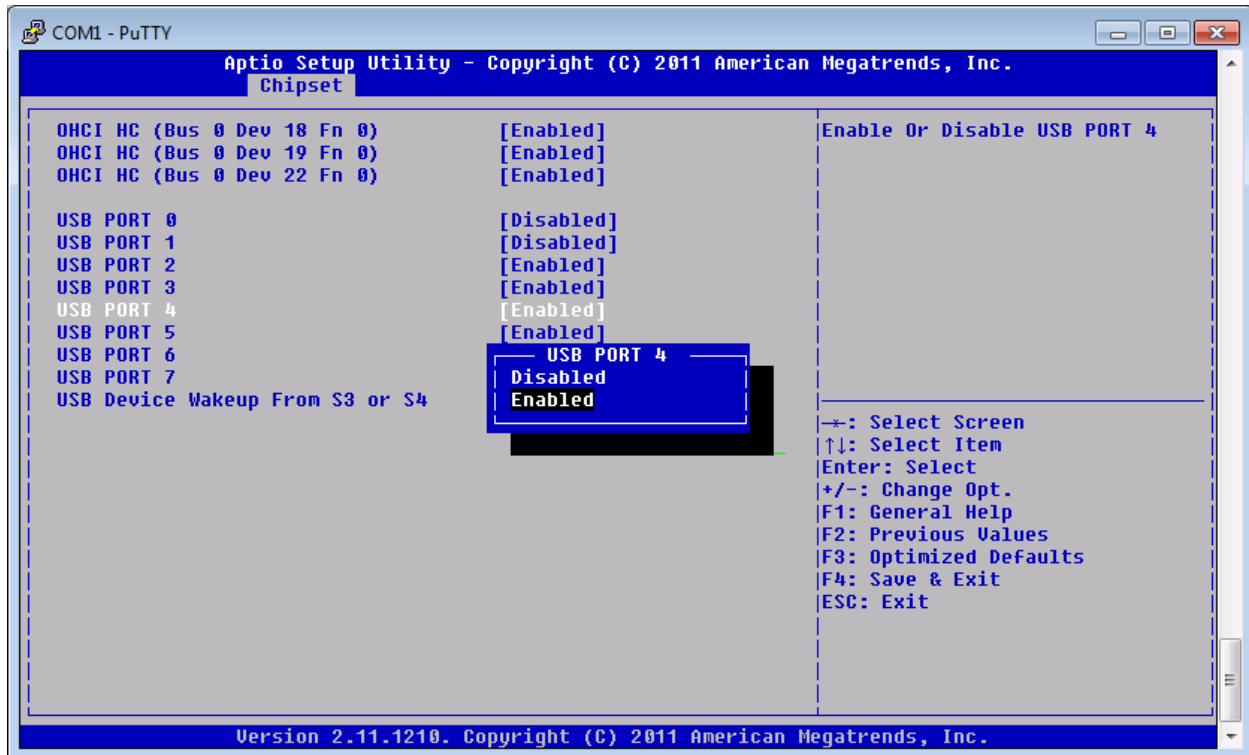 COM1 - PuTTY
Aptio Setup Utility - Copyright (C) 2011 American Megatrends, Inc.
Chipset
OHCI HC (Bus 0 Dev 18 Fn 0) [Enabled]
OHCI HC (Bus 0 Dev 19 Fn 0) [Enabled]
OHCI HC (Bus 0 Dev 22 Fn 0) [Enabled]
USB PORT 0 [Disabled]
USB PORT 1 [Disabled]
USB PORT 2 [Enabled]
USB PORT 3 [Enabled]
USB PORT 4 [Enabled]
USB PORT 5 [Enabled]
USB PORT 6
USB PORT 7
USB Device Wakeup From S3 or S4
USB PORT 4
Disabled
Enabled
Enable Or Disable USB PORT 4
→←: Select Screen
↑↓: Select Item
Enter: Select
+/-: Change Opt.
F1: General Help
F2: Previous Values
F3: Optimized Defaults
F4: Save & Exit
ESC: Exit
Version 2.11.1210. Copyright (C) 2011 American Megatrends, Inc.